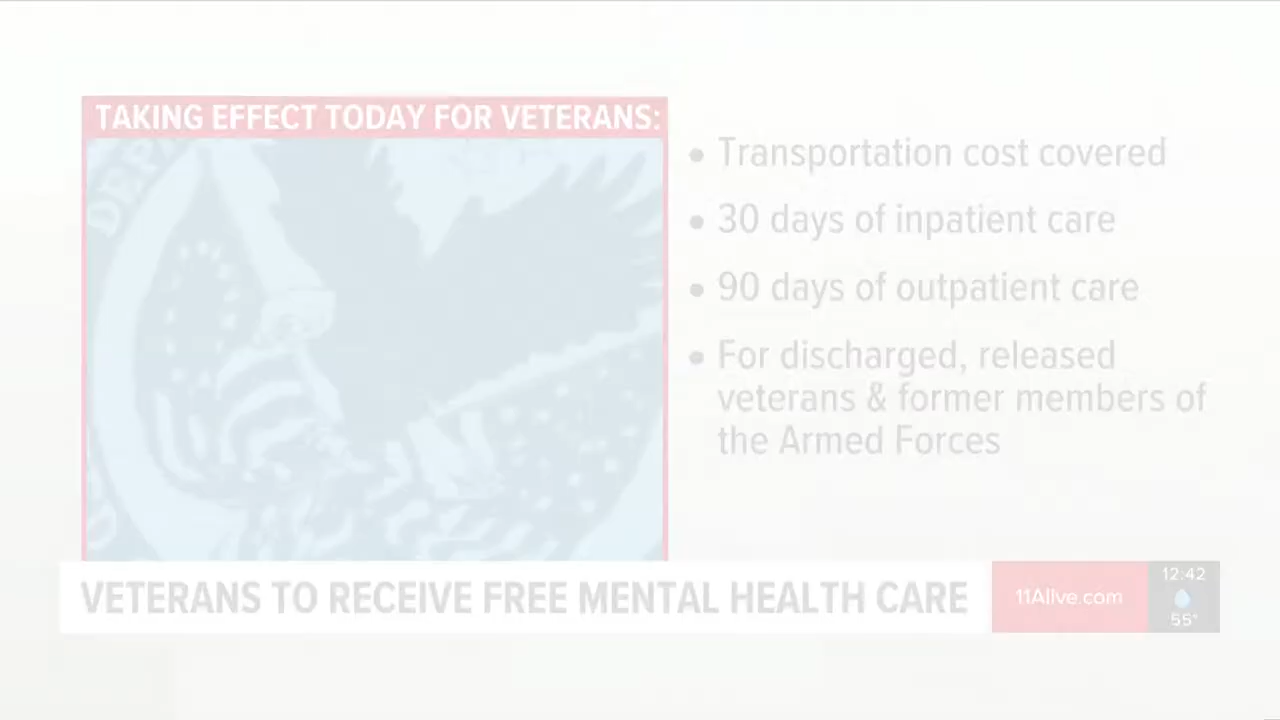 TAKING EFFECT TODAY FOR VETERANS:
DEPA
• Transportation cost covered
• 30 days of inpatient care
• 90 days of outpatient care
• For discharged, released
veterans & former members of
the Armed Forces
VETERANS TO RECEIVE FREE MENTAL HEALTH CARE
11Alive.com
12:42
55°